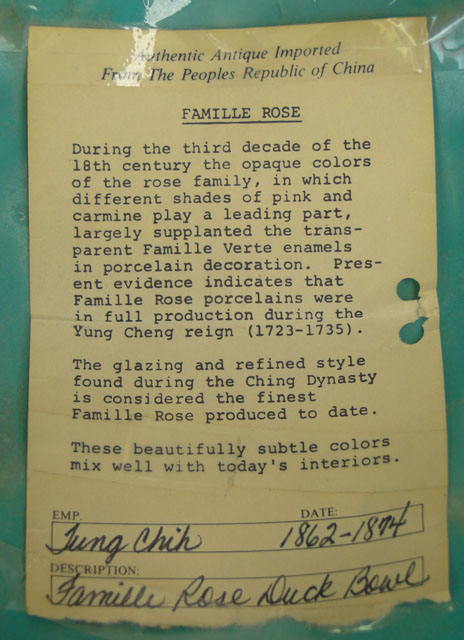 Authentic Antique Imported
From The Peoples Republic of China
FAMILLE ROSE
During the third decade of the
18th century the opaque colors
of the rose family, in which
different shades of pink and
carmine play a leading part,
largely supplanted the trans-
parent Famille Verte enamels
in porcelain decoration. Pres-
ent evidence indicates that
Famille Rose porcelains were
in full production during the
Yung Cheng reign (1723-1735).
The glazing and refined style
found during the Ching Dynasty
is considered the finest
Famille Rose produced to date.
These beautifully subtle colors
mix well with today's interiors.
EMP. DATE:
Tung Chih 1862-1874
DESCRIPTION:
Famille Rose Duck Bowl